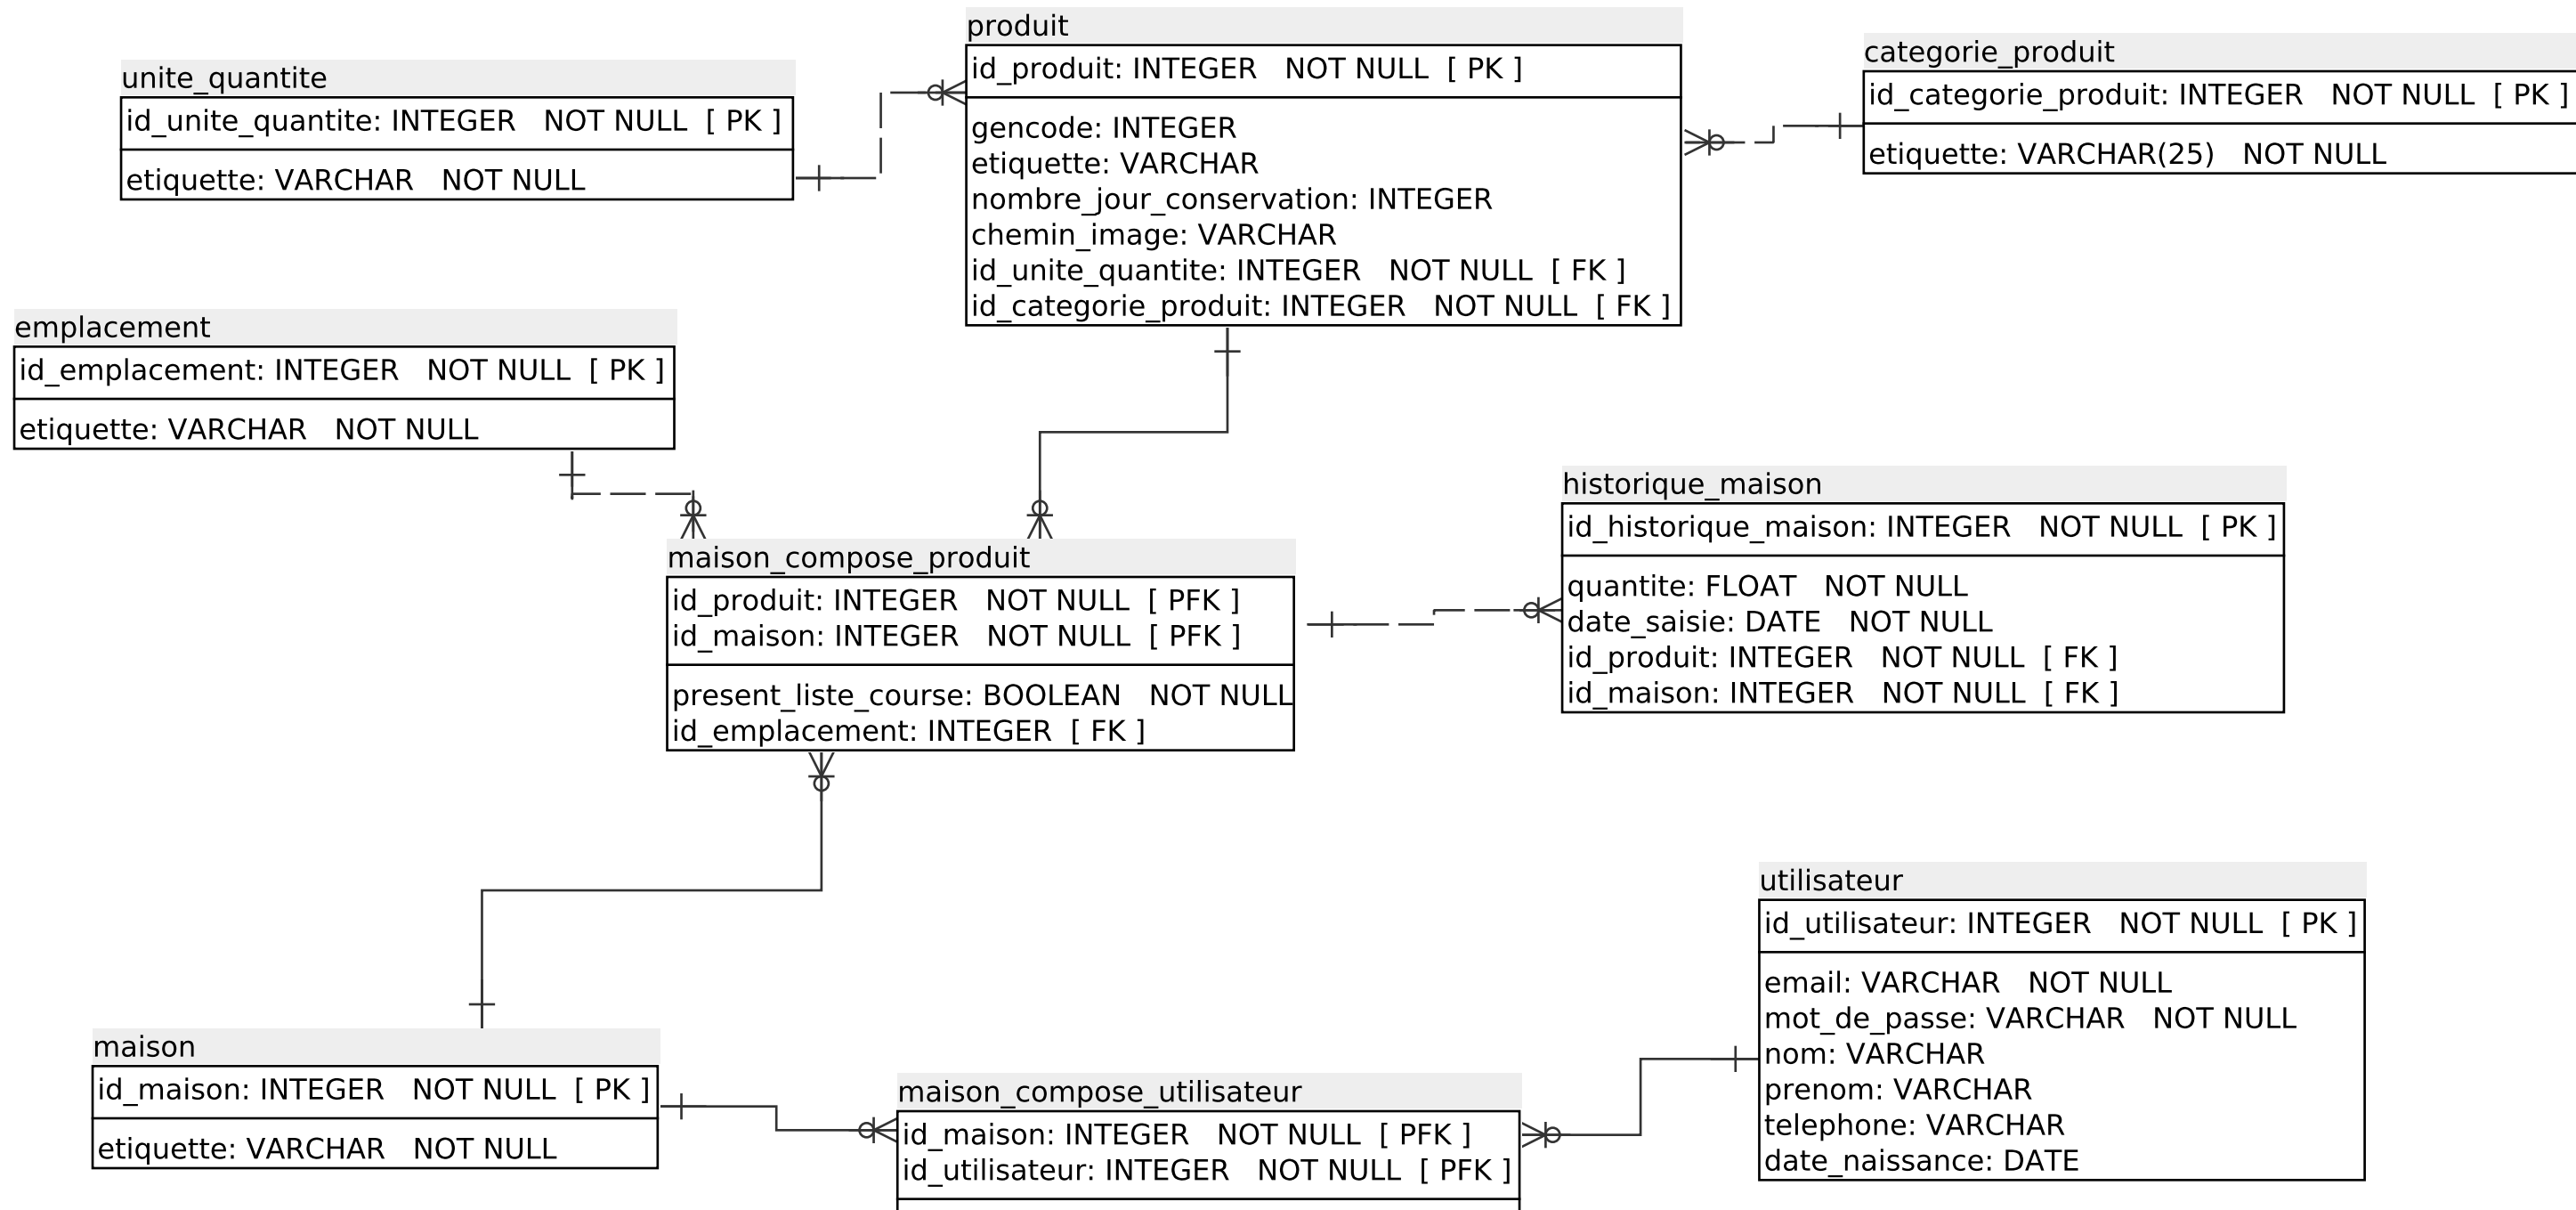 produit
id_produit: INTEGER NOT NULL [ PK ]
gencode: INTEGER
etiquette: VARCHAR
nombre_jour_conservation: INTEGER
chemin_image: VARCHAR
id_unite_quantite: INTEGER NOT NULL [ FK ]
id_categorie_produit: INTEGER NOT NULL [ FK ]
categorie_produit
id_categorie_produit: INTEGER NOT NULL [ PK ]
etiquette: VARCHAR(25) NOT NULL
unite_quantite
id_unite_quantite: INTEGER NOT NULL [ PK ]
etiquette: VARCHAR NOT NULL
emplacement
id_emplacement: INTEGER NOT NULL [ PK ]
etiquette: VARCHAR NOT NULL
historique_maison
id_historique_maison: INTEGER NOT NULL [ PK ]
quantite: FLOAT NOT NULL
date_saisie: DATE NOT NULL
id_produit: INTEGER NOT NULL [ FK ]
id_maison: INTEGER NOT NULL [ FK ]
maison_compose_produit
id_produit: INTEGER NOT NULL [ PFK ]
id_maison: INTEGER NOT NULL [ PFK ]
present_liste_course: BOOLEAN NOT NULL
id_emplacement: INTEGER [ FK ]
utilisateur
id_utilisateur: INTEGER NOT NULL [ PK ]
email: VARCHAR NOT NULL
mot_de_passe: VARCHAR NOT NULL
nom: VARCHAR
prenom: VARCHAR
telephone: VARCHAR
date_naissance: DATE
maison
id_maison: INTEGER NOT NULL [ PK ]
etiquette: VARCHAR NOT NULL
maison_compose_utilisateur
id_maison: INTEGER NOT NULL [ PFK ]
id_utilisateur: INTEGER NOT NULL [ PFK ]